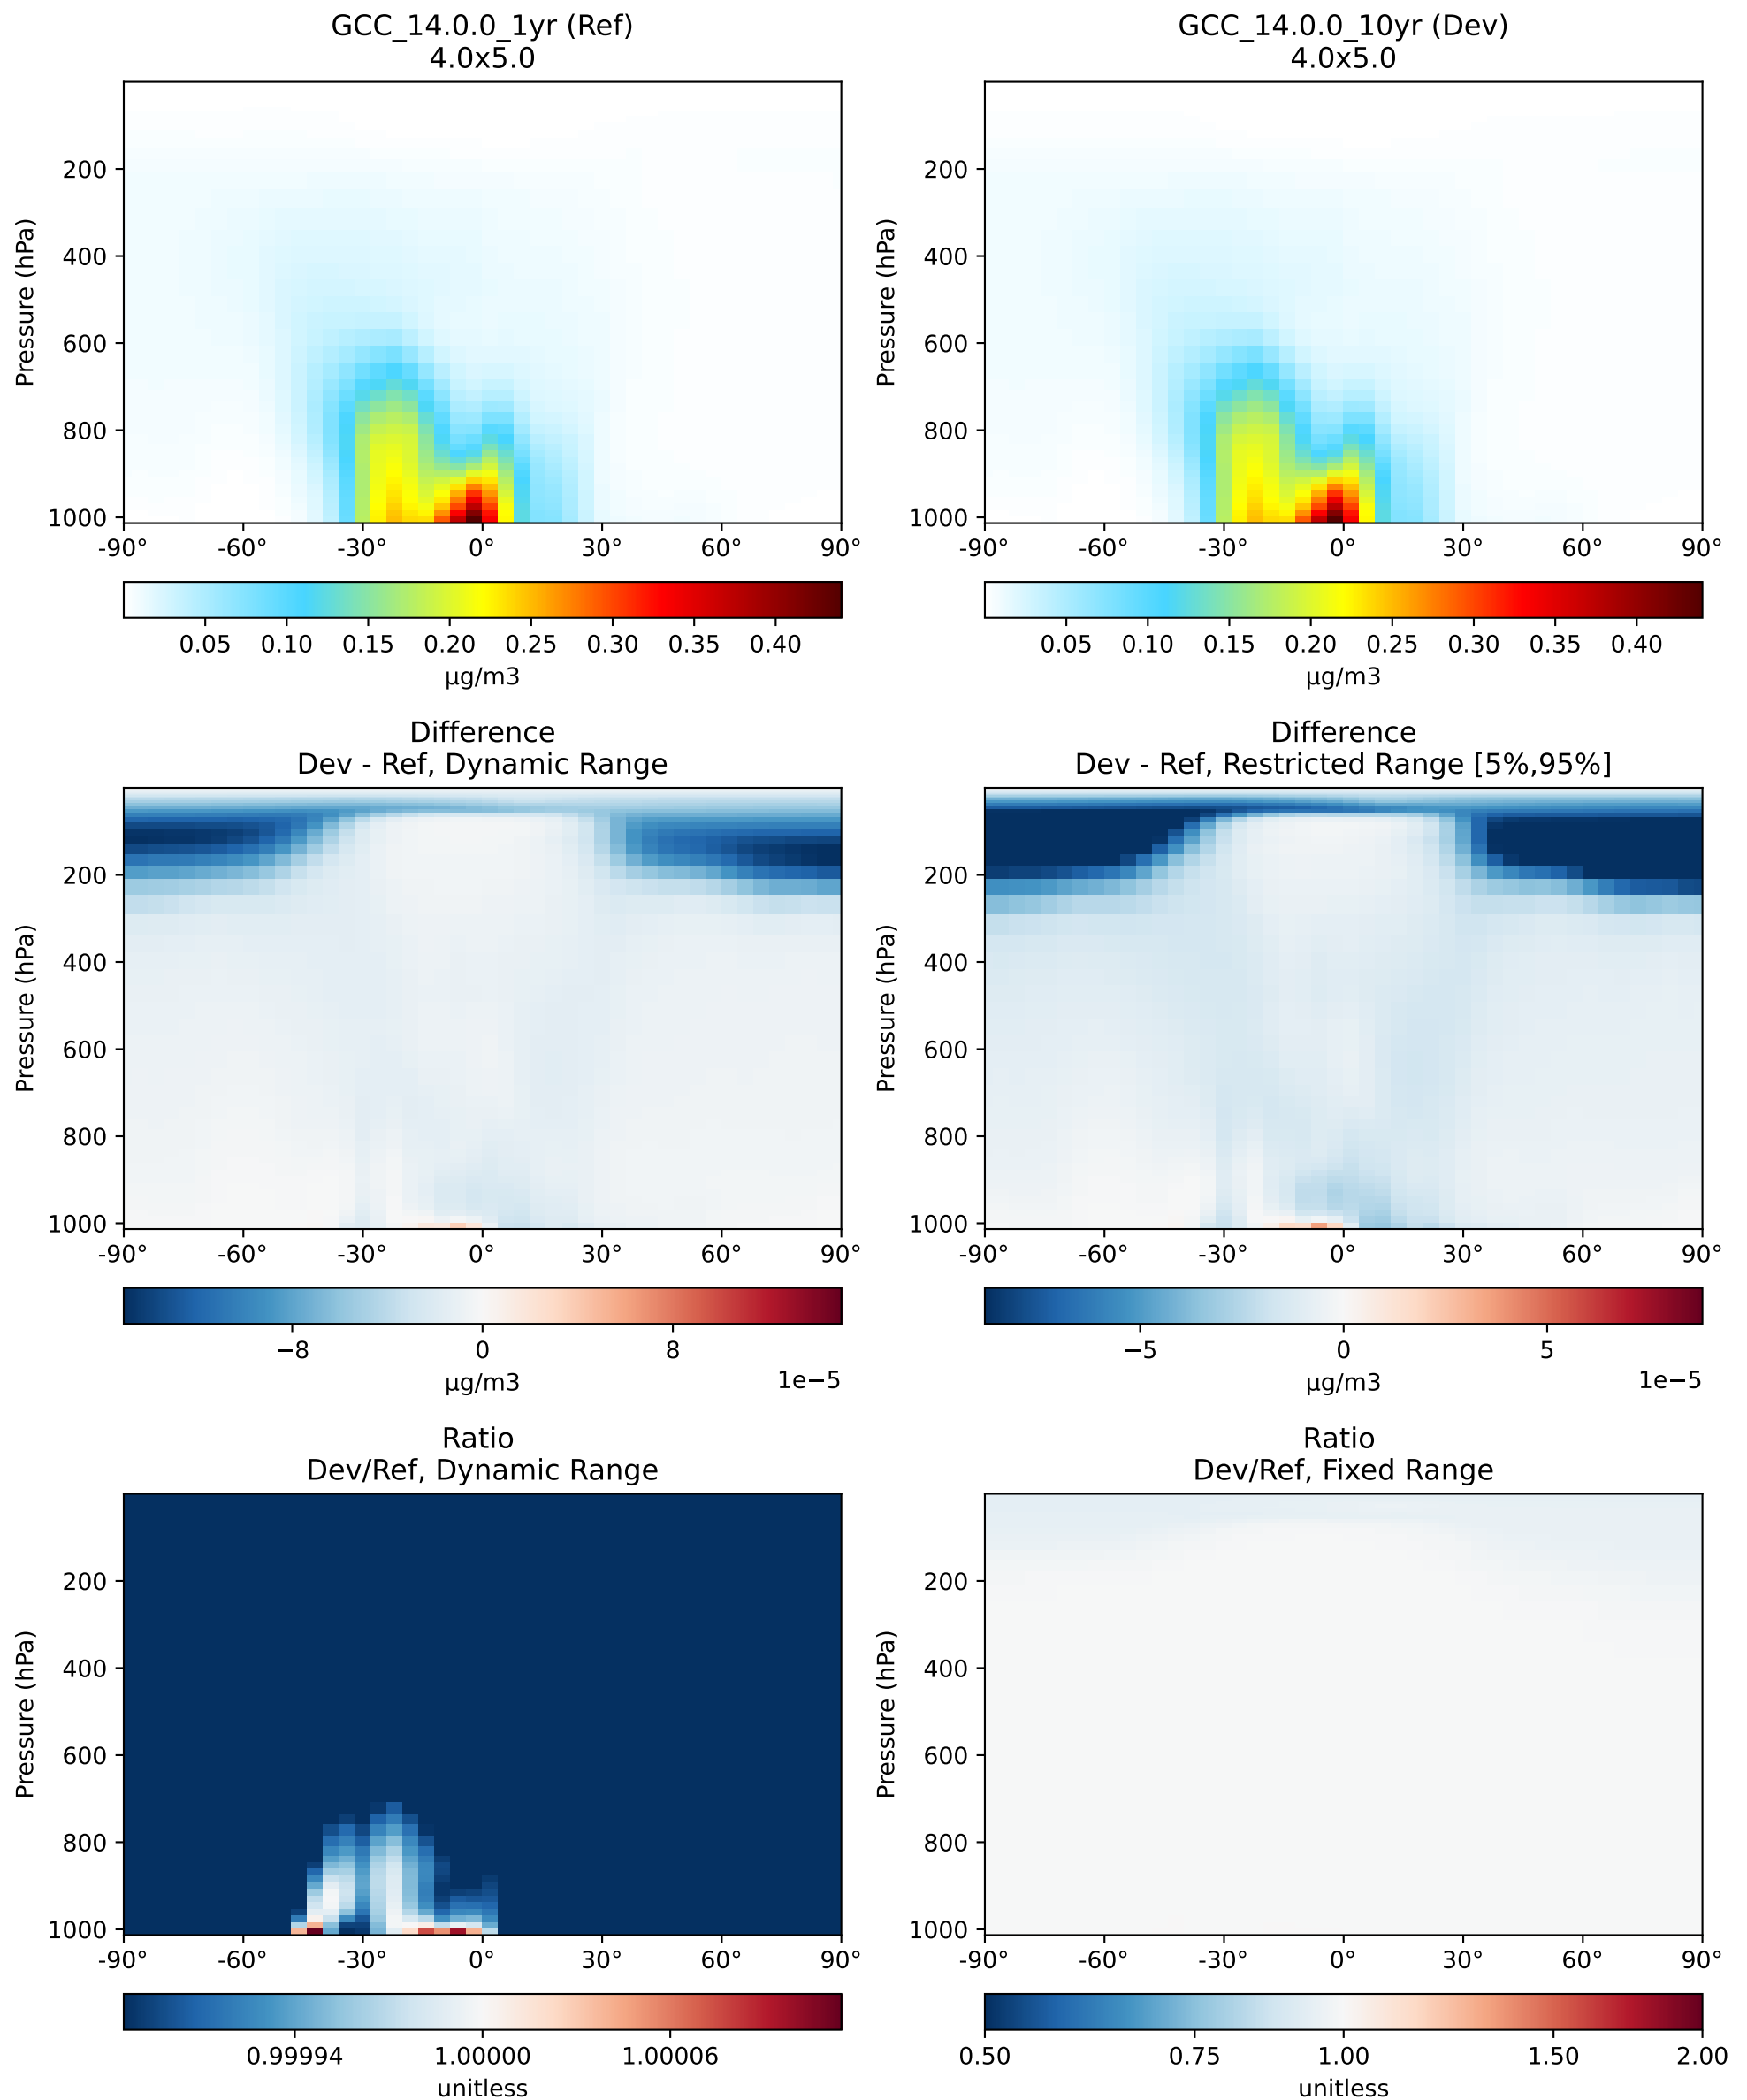 GCC_14.0.0_1yr (Ref)
4.0x5.0
Pressure (hPa)
200
400
600
800
1000
-90° -60° -30° 0° 30° 60° 90°
0.05 0.10 0.15 0.20 0.25 0.30 0.35 0.40
µg/m3
GCC_14.0.0_10yr (Dev)
4.0x5.0
Pressure (hPa)
200
400
600
800
1000
-90° -60° -30° 0° 30° 60° 90°
0.05 0.10 0.15 0.20 0.25 0.30 0.35 0.40
µg/m3
Difference
Dev - Ref, Dynamic Range
Pressure (hPa)
200
400
600
800
1000
-90° -60° -30° 0° 30° 60° 90°
−8 0 8
µg/m3
1e−5
Difference
Dev - Ref, Restricted Range [5%,95%]
Pressure (hPa)
200
400
600
800
1000
-90° -60° -30° 0° 30° 60° 90°
−5 0 5
µg/m3
1e−5
Ratio
Dev/Ref, Dynamic Range
Pressure (hPa)
200
400
600
800
1000
-90° -60° -30° 0° 30° 60° 90°
0.99994 1.00000 1.00006
unitless
Ratio
Dev/Ref, Fixed Range
Pressure (hPa)
200
400
600
800
1000
-90° -60° -30° 0° 30° 60° 90°
0.50 0.75 1.00 1.50 2.00
unitless